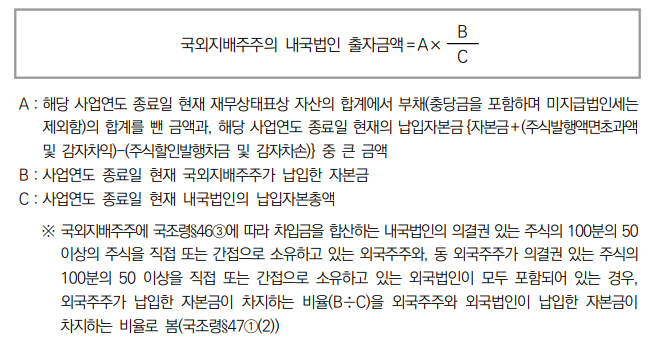 국외지배주주의 내국법인 출자금액=A× B/C
A : 해당 사업연도 종료일 현재 재무상태표상 자산의 합계에서 부채(충당금을 포함하며 미지급법인세는
제외함)의 합계를 뺀 금액과, 해당 사업연도 종료일 현재의 납입자본금 {자본금+(주식발행액면초과액
및 감자차익)-(주식할인발행차금 및 감자차손)} 중 큰 금액
B : 사업연도 종료일 현재 국외지배주주가 납입한 자본금
C : 사업연도 종료일 현재 내국법인의 납입자본총액
※ 국외지배주주에 국조령§46③에 따라 차입금을 합산하는 내국법인의 의결권 있는 주식의 100분의 50
이상의 주식을 직접 또는 간접으로 소유하고 있는 외국주주와, 동 외국주주가 의결권 있는 주식의
100분의 50 이상을 직접 또는 간접으로 소유하고 있는 외국법인이 모두 포함되어 있는 경우,
외국주주가 납입한 자본금이 차지하는 비율(B÷C)을 외국주주와 외국법인이 납입한 자본금이
차지하는 비율로 봄(국조령§47①(2))